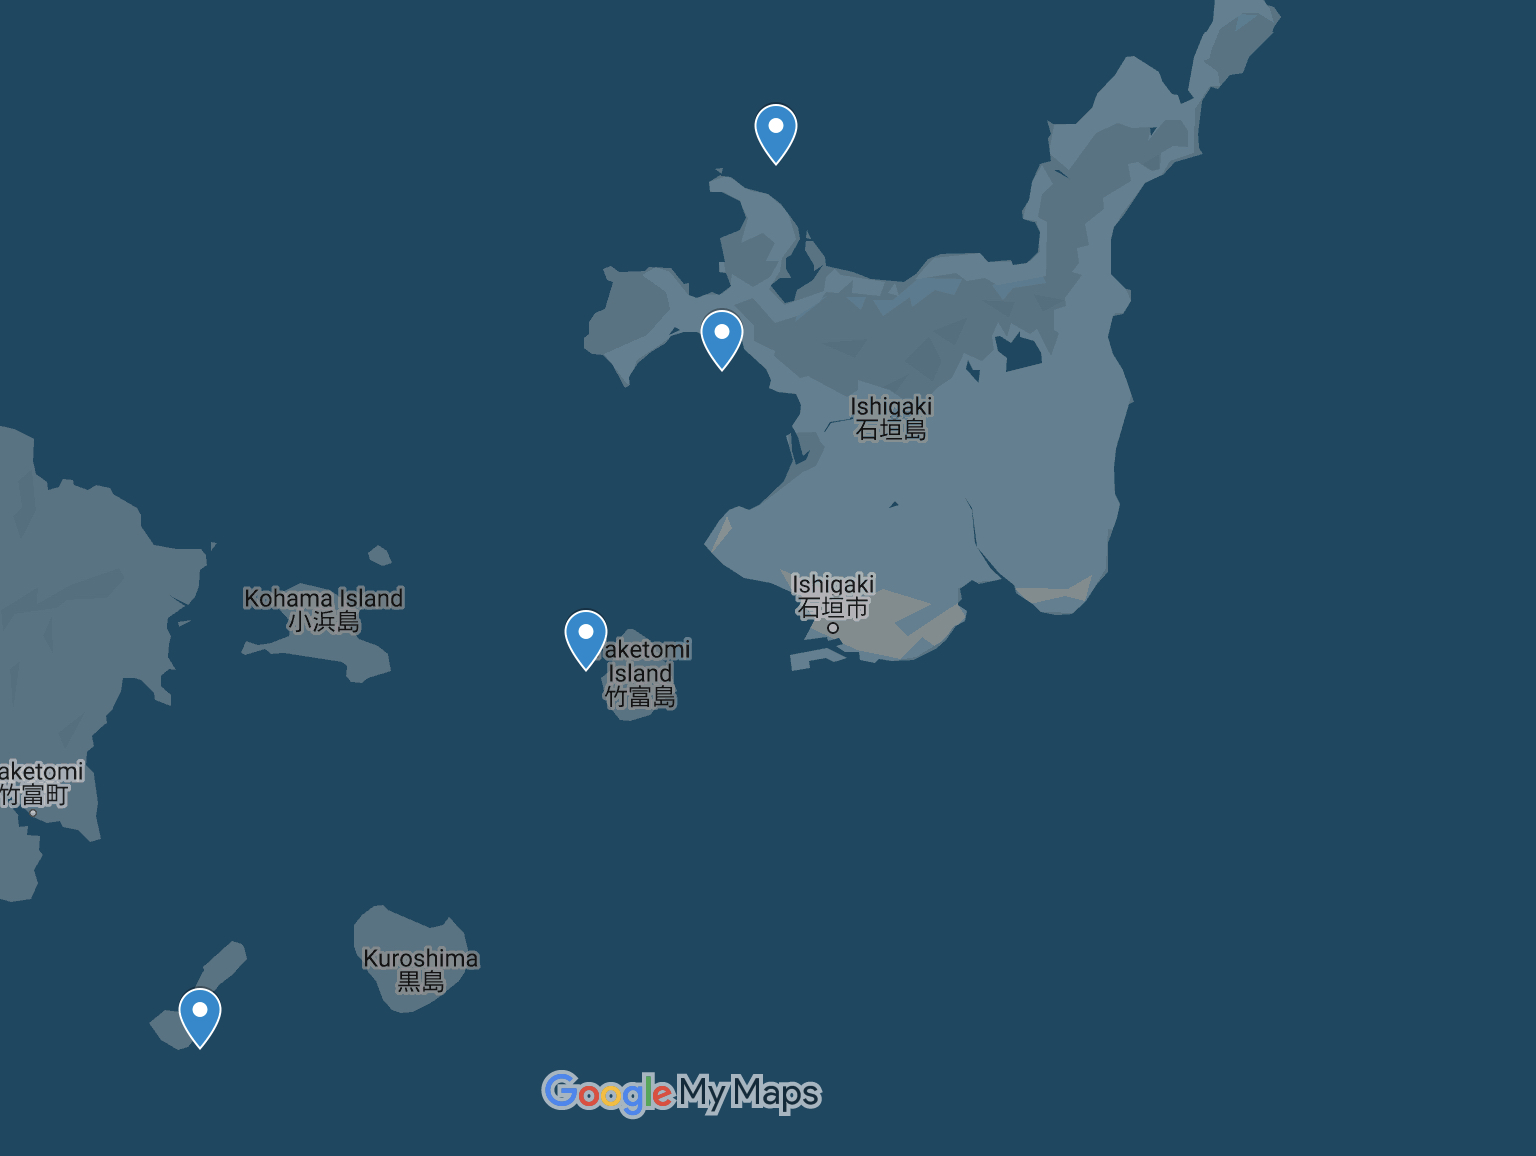 Ishigaki
石垣島
Ishigaki
石垣市
Kohama Island
小浜島
aketomi
Island
竹富島
aketomi
竹富町
Kuroshima
黒島
Google My Maps